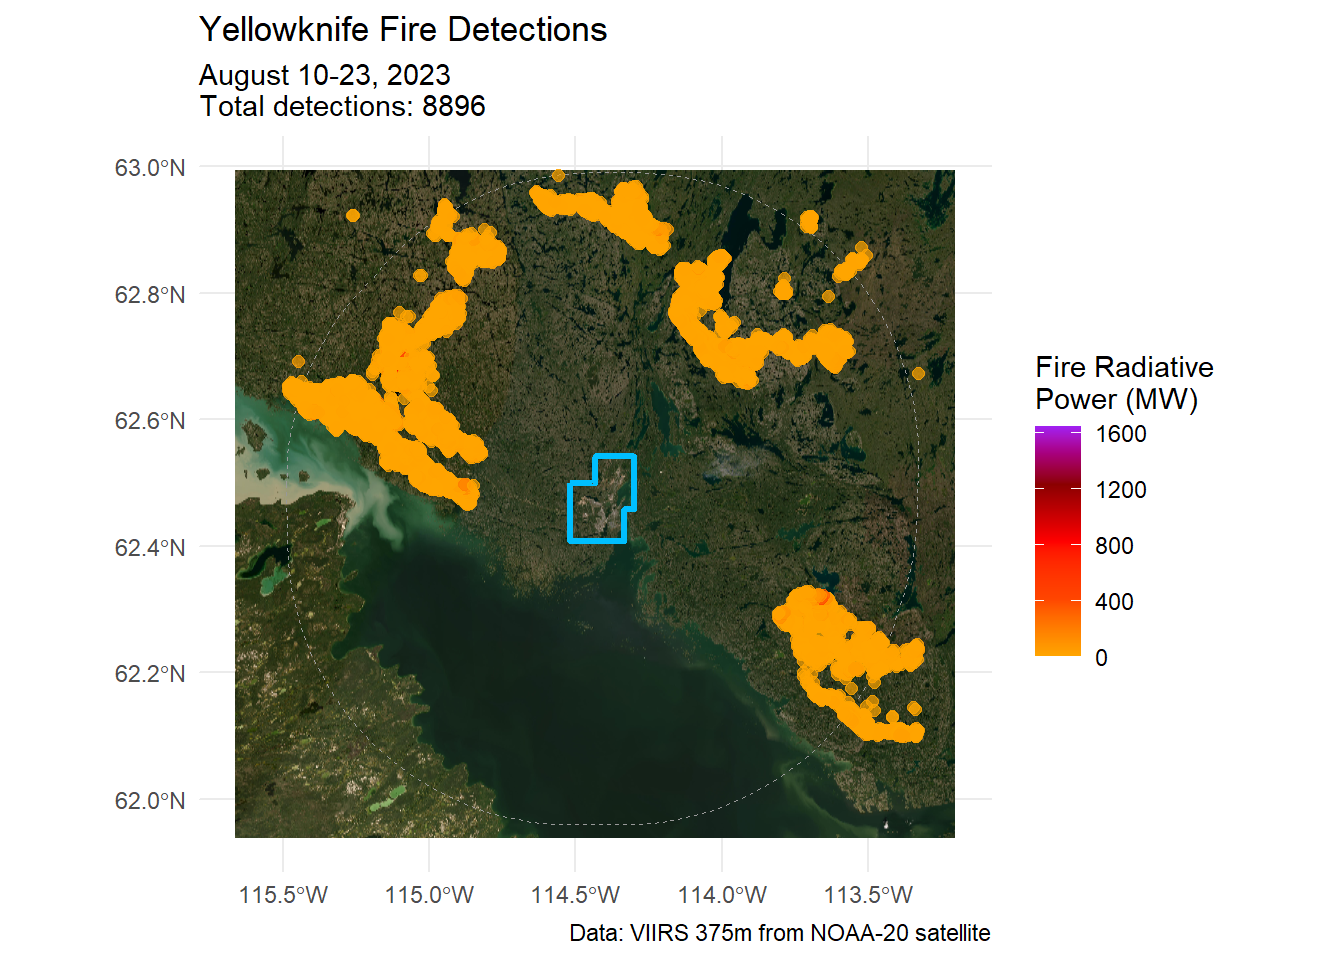 Yellowknife Fire Detections
August 10-23, 2023
Total detections: 8896
63.0°N
62.8°N
62.6°N
62.4°N
62.2°N
62.0°N
115.5°W
115.0°W
114.5°W
114.0°W
113.5°W
Fire Radiative
Power (MW)
1600
1200
800
400
0
Data: VIIRS 375m from NOAA-20 satellite